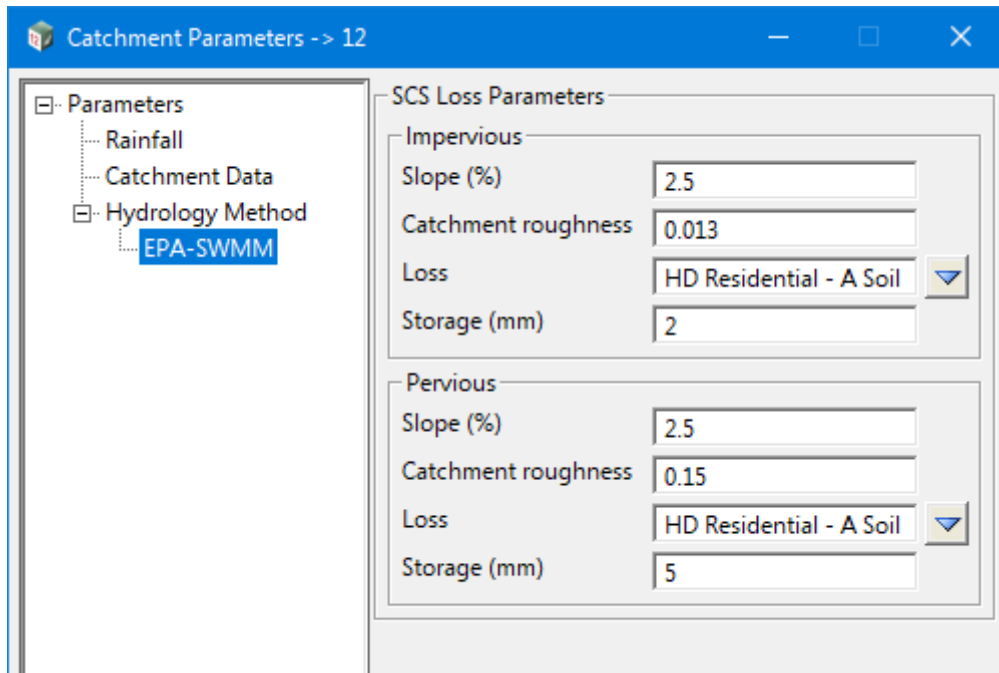 Catchment Parameters -> 12
Parameters
Rainfall
Catchment Data
Hydrology Method
EPA-SWMM
SCS Loss Parameters
Impervious
Slope (%) 2.5
Catchment roughness 0.013
Loss HD Residential - A Soil
Storage (mm) 2
Pervious
Slope (%) 2.5
Catchment roughness 0.15
Loss HD Residential - A Soil
Storage (mm) 5